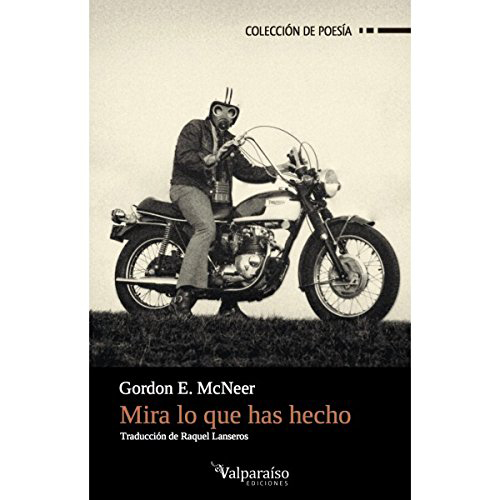 COLECCIÓN DE POESÍA
Gordon E. McNeer
Mira lo que has hecho
Traducción de Raquel Lanseros
Valparaíso
EDICIONES